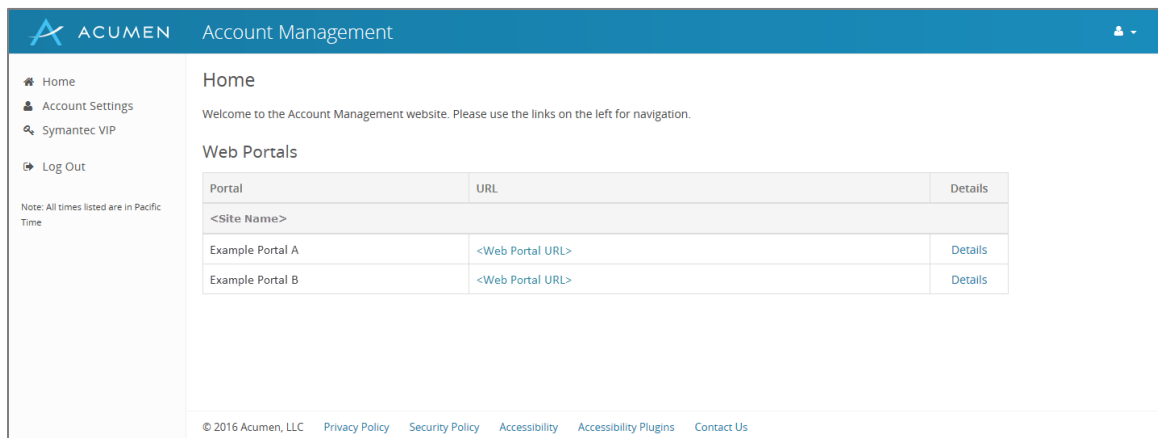 ACUMEN Account Management
Home
Account Settings
Symantec VIP
Log Out
Note: All times listed are in Pacific
Time
Home
Welcome to the Account Management website. Please use the links on the left for navigation.
Web Portals
Portal URL Details
<Site Name>
Example Portal A <Web Portal URL> Details
Example Portal B <Web Portal URL> Details
© 2016 Acumen, LLC Privacy Policy Security Policy Accessibility Accessibility Plugins Contact Us